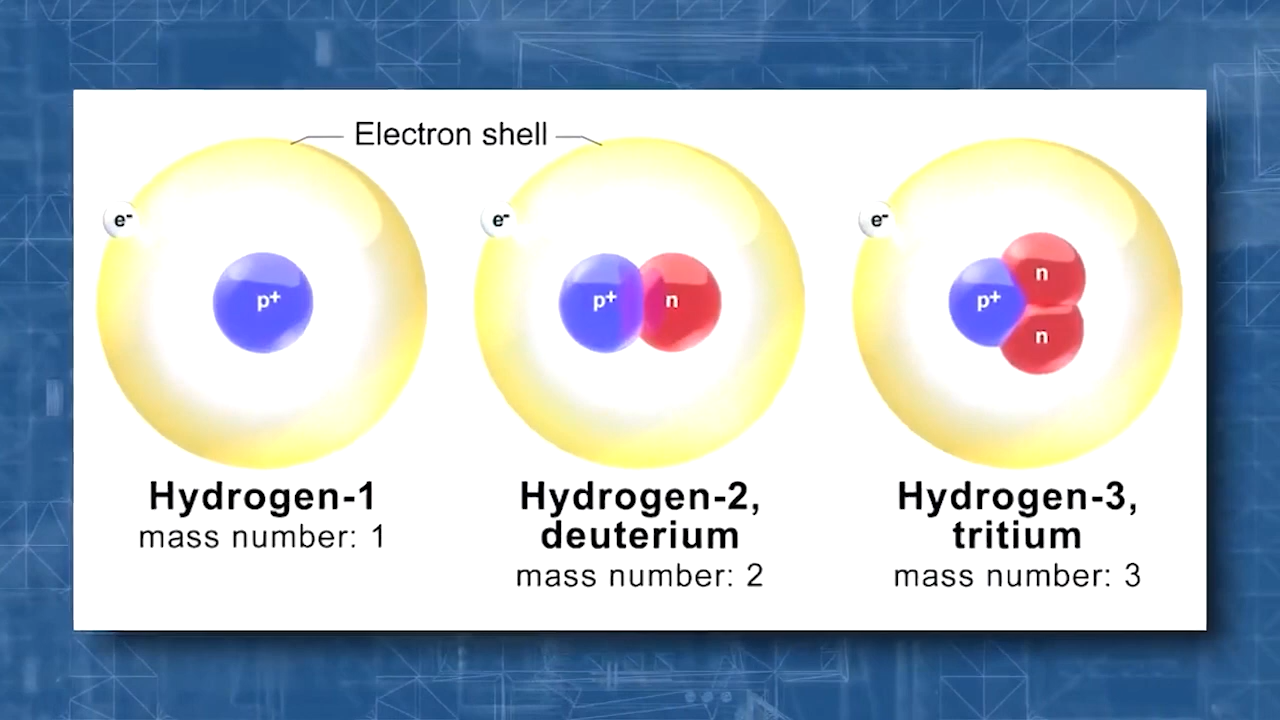 Electron shell
e-
e-
e-
p+
p+
n
p+
n
n
Hydrogen-1
mass number: 1
Hydrogen-2,
deuterium
mass number: 2
Hydrogen-3,
tritium
mass number: 3